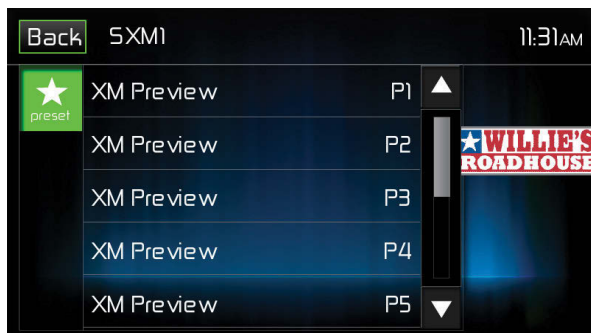 Back SXM1 11:31AM
preset
XM Preview P1
XM Preview P2
WILLIE'S
ROADHOUSE
XM Preview P3
XM Preview P4
XM Preview P5